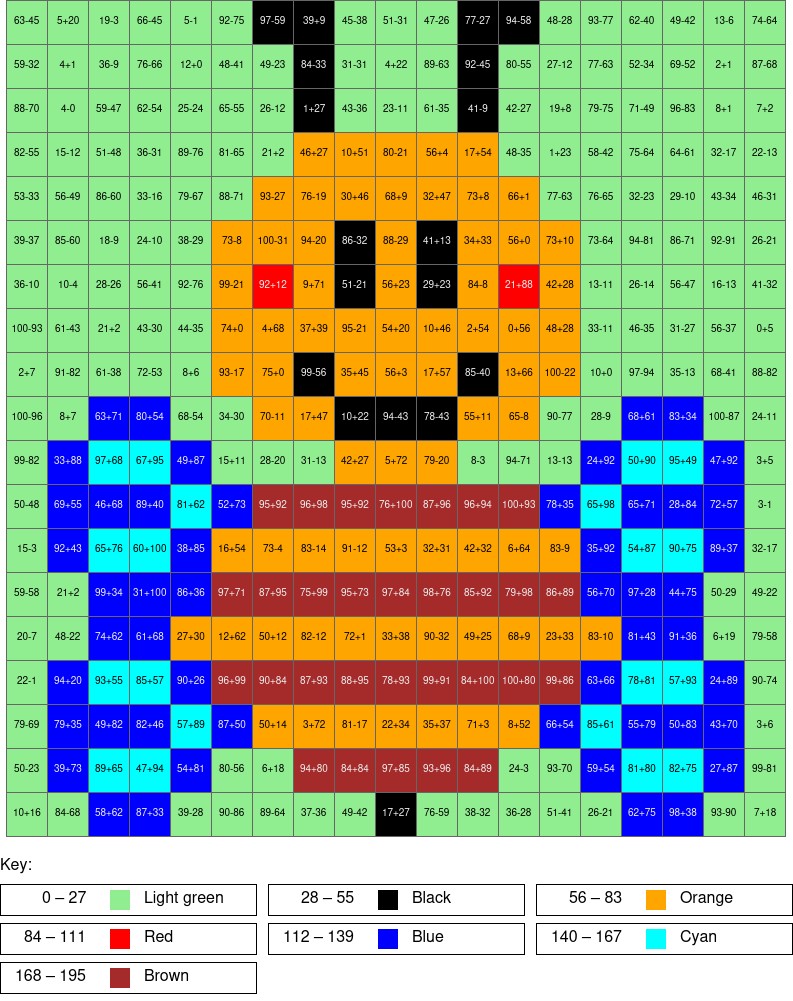 63-45 5+20 19-3 66-45 5-1 92-75 97-59 39+9 45-38 51-31 47-26 77-27 94-58 48-28 93-77 62-40 49-42 13-6 74-64
59-32 4+1 36-9 76-66 12+0 48-41 49-23 84-33 31-31 4+22 89-63 92-45 80-55 27-12 77-63 52-34 69-52 2+1 87-68
88-70 4-0 59-47 62-54 25-24 65-55 26-12 1+27 43-36 23-11 61-35 41-9 42-27 19+8 79-75 71-49 96-83 8+1 7+2
82-55 15-12 51-48 36-31 89-76 81-65 21+2 46+27 10+51 80-21 56+4 17+54 48-35 1+23 58-42 75-64 64-61 32-17 22-13
53-33 56-49 86-60 33-16 79-67 88-71 93-27 76-19 30+46 68+9 32+47 73+8 66+1 77-63 76-65 32-23 29-10 43-34 46-31
39-37 85-60 18-9 24-10 38-29 73-8 100-31 94-20 86-32 88-29 41+13 34+33 56+0 73+10 73-64 94-81 86-71 92-91 26-21
36-10 10-4 28-26 56-41 92-76 99-21 92+12 9+71 51-21 56+23 29+23 84-8 21+88 42+28 13-11 26-14 56-47 16-13 41-32
100-93 61-43 21+2 43-30 44-35 74+0 4+68 37+39 95-21 54+20 10+46 2+54 0+56 48+28 33-11 46-35 31-27 56-37 0+5
2+7 91-82 61-38 72-53 8+6 93-17 75+0 99-56 35+45 56+3 17+57 85-40 13+66 100-22 10+0 97-94 35-13 68-41 88-82
100-96 8+7 63+71 80+54 68-54 34-30 70-11 17+47 10+22 94-43 78-43 55+11 65-8 90-77 28-9 68+61 83+34 100-87 24-11
99-82 33+88 97+68 67+95 49+87 15+11 28-20 31-13 42+27 5+72 79-20 8-3 94-71 13-13 24+92 50+90 95+49 47+92 3+5
50-48 69+55 46+68 89+40 81+62 52+73 95+92 96+98 95+92 76+100 87+96 96+94 100+93 78+35 65+98 65+71 28+84 72+57 3-1
15-3 92+43 65+76 60+100 38+85 16+54 73-4 83-14 91-12 53+3 32+31 42+32 6+64 83-9 35+92 54+87 90+75 89+37 32-17
59-58 21+2 99+34 31+100 86+36 97+71 87+95 75+99 95+73 97+84 98+76 85+92 79+98 86+89 56+70 97+28 44+75 50-29 49-22
20-7 48-22 74+62 61+68 27+30 12+62 50+12 82-12 72+1 33+38 90-32 49+25 68+9 23+33 83-10 81+43 91+36 6+19 79-58
22-1 94+20 93+55 85+57 90+26 96+99 90+84 87+93 88+95 78+93 99+91 84+100 100+80 99+86 63+66 78+81 57+93 24+89 90-74
79-69 79+35 49+82 82+46 57+89 87+50 50+14 3+72 81-17 22+34 35+37 71+3 8+52 66+54 85+61 55+79 50+83 43+70 3+6
50-23 39+73 89+65 47+94 54+81 80-56 6+18 94+80 84+84 97+85 93+96 84+89 24-3 93-70 59+54 81+80 82+75 27+87 99-81
10+16 84-68 58+62 87+33 39-28 90-86 89-64 37-36 49-42 17+27 76-59 38-32 36-28 51-41 26-21 62+75 98+38 93-90 7+18
Key:
0 – 27 Light green 28 – 55 Black 56 – 83 Orange
84 – 111 Red 112 – 139 Blue 140 – 167 Cyan
168 – 195 Brown